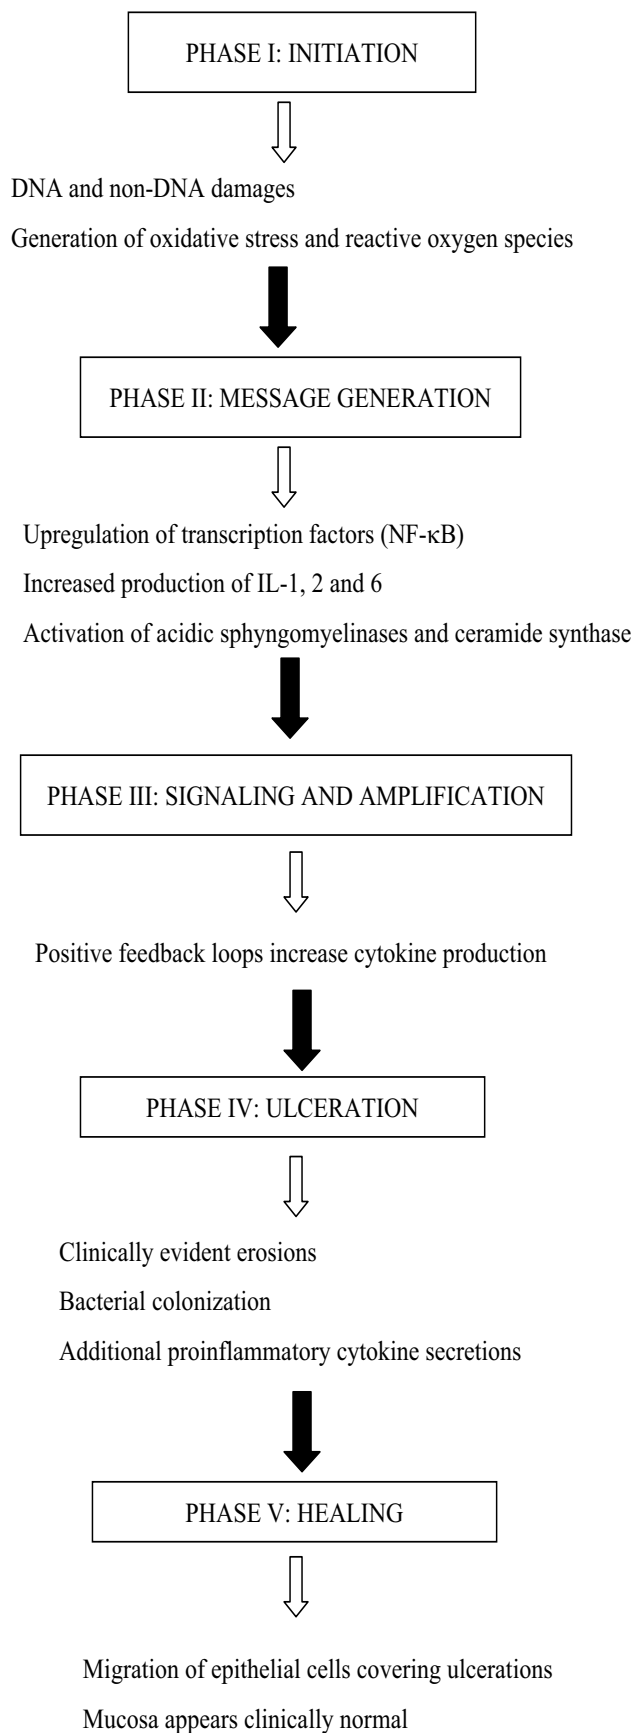 PHASE I: INITIATION
DNA and non-DNA damages
Generation of oxidative stress and reactive oxygen species
PHASE II: MESSAGE GENERATION
Upregulation of transcription factors (NF-κB)
Increased production of IL-1, 2 and 6
Activation of acidic sphyngomyelinases and ceramide synthase
PHASE III: SIGNALING AND AMPLIFICATION
Positive feedback loops increase cytokine production
PHASE IV: ULCERATION
Clinically evident erosions
Bacterial colonization
Additional proinflammatory cytokine secretions
PHASE V: HEALING
Migration of epithelial cells covering ulcerations
Mucosa appears clinically normal